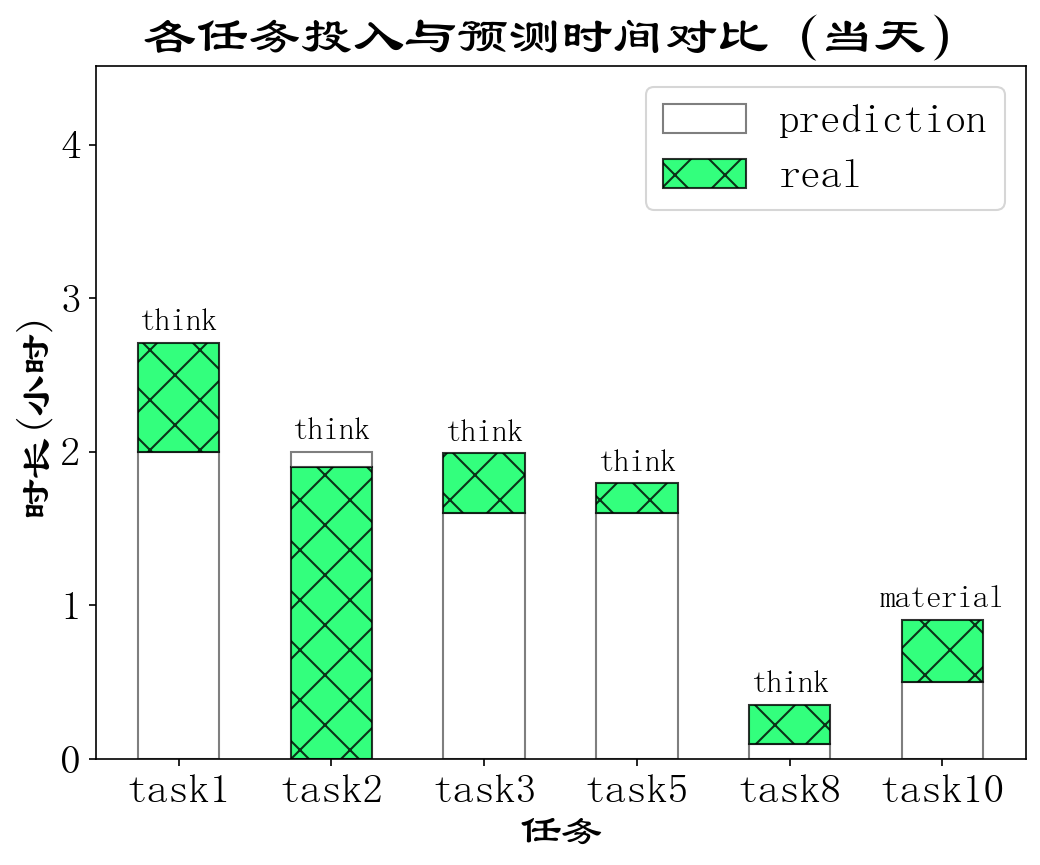 各任务投入与预测时间对比 (当天)
prediction
real
时长(小时)
4
3
2
1
0
think
think
think
think
think
material
task1
task2
task3
task5
task8
task10
任务